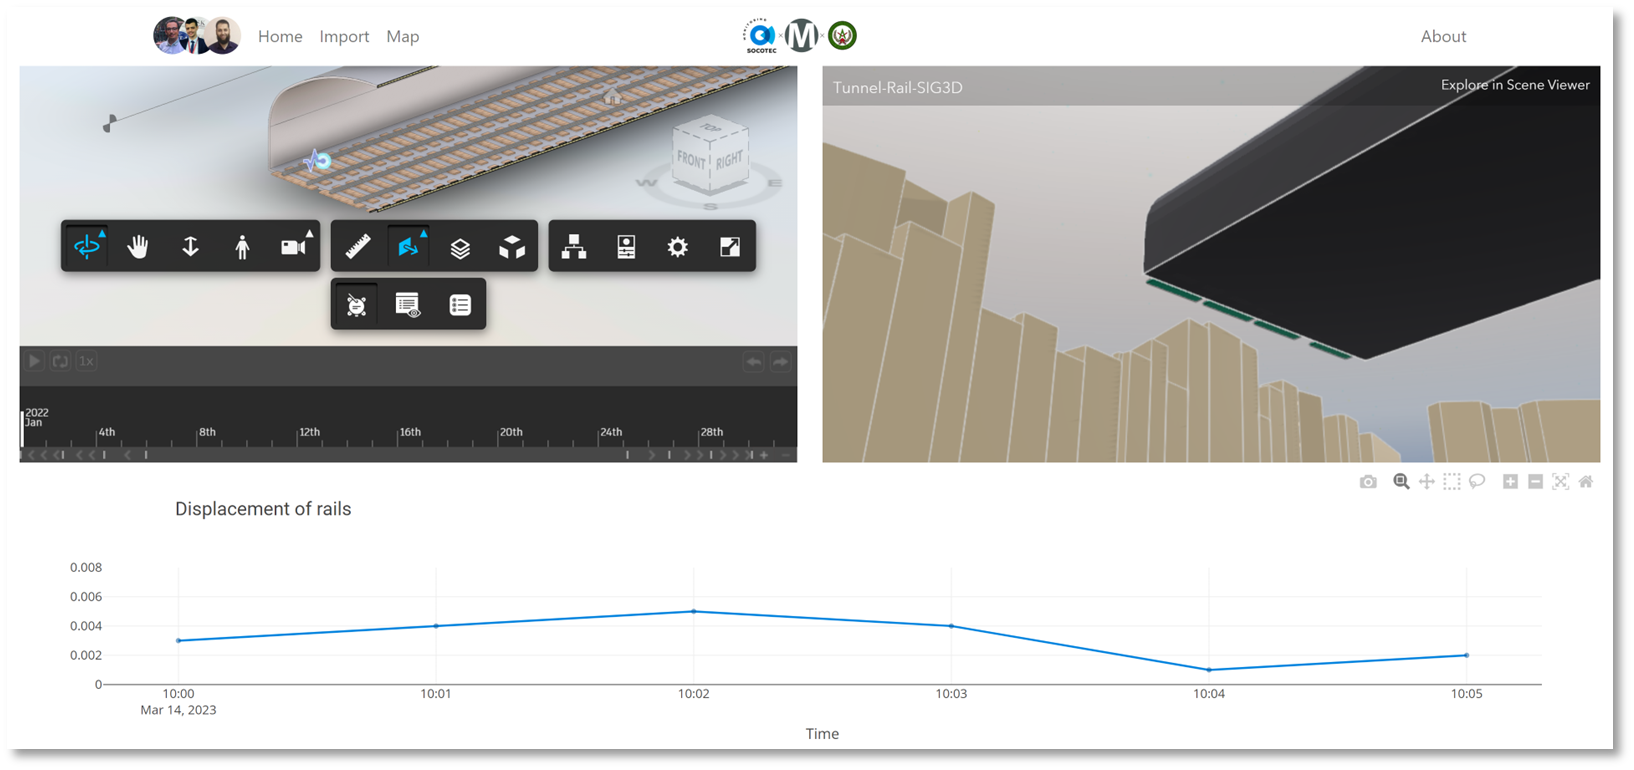 Home Import Map
SOCOTEC
M
About
TOP
FRONT RIGHT
W E
S
1x
2022
Jan
4th 8th 12th 16th 20th 24th 28th
Tunnel-Rail-SIG3D
Explore in Scene Viewer
Displacement of rails
0.008
0.006
0.004
0.002
0
10:00 10:01 10:02 10:03 10:04 10:05
Mar 14, 2023
Time